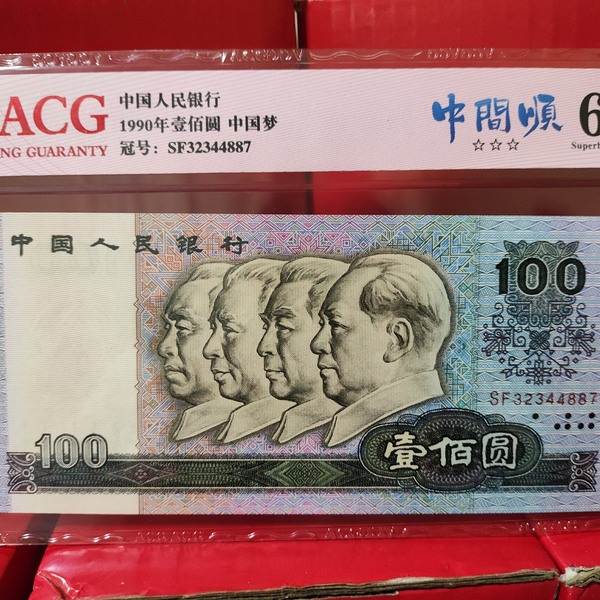 ACG
NG GUARANTY
中国人民银行
1990年壹佰圆 中国梦
冠号: SF32344887
中間順
☆☆☆
6
Superb
中国人民银行
100
SF32344887
100
壹佰圆